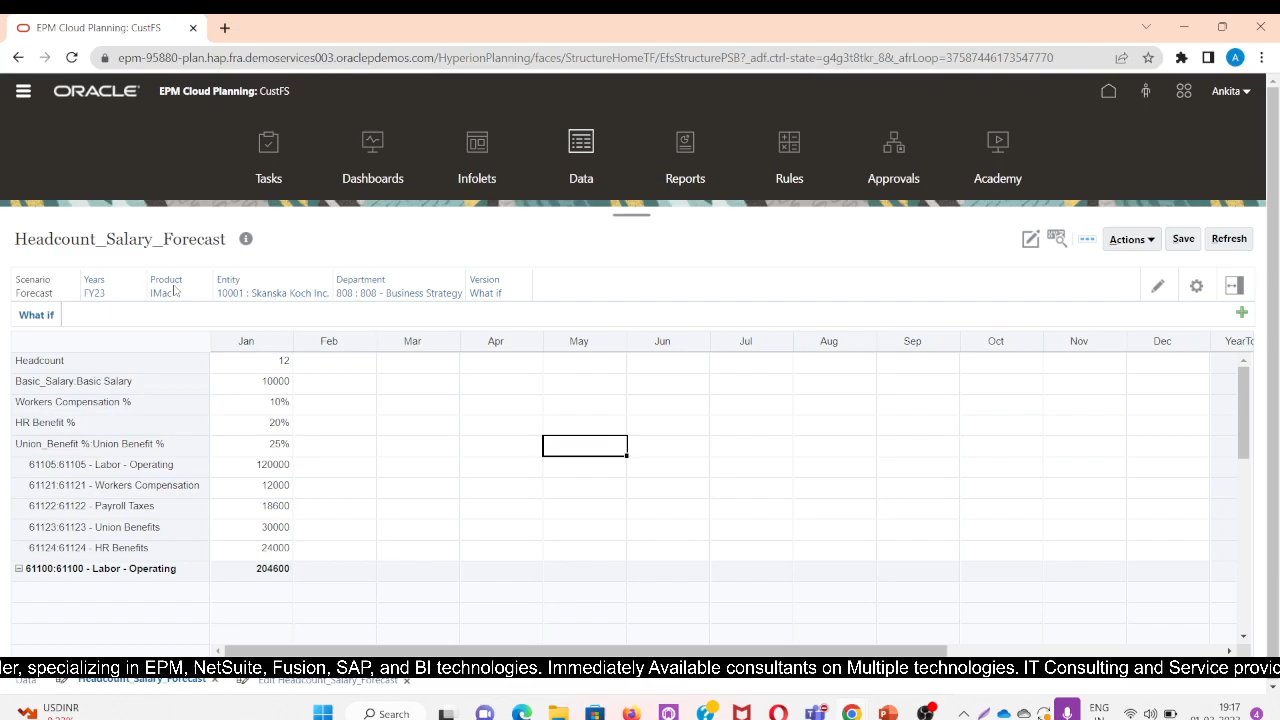 EPM Cloud Planning: CustFS
epm-95880-plan.hap.fra.demoservices003.oraclepdemos.com/HyperionPlanning/faces/StructureHomeTF/EfsStructurePSB?_adf.ctrl-state=g4g3t8tkr_8&_afrLoop=37587446173547770
A
ORACLE EPM Cloud Planning: CustFS
Ankita
Tasks Dashboards Infolets Data Reports Rules Approvals Academy
Headcount_Salary_Forecast
Actions Save Refresh
Scenario Years Product Entity Department Version
Forecast FY23 IMac 10001 : Skanska Koch Inc. 808 : 808 - Business Strategy What if
What if
Jan Feb Mar Apr May Jun Jul Aug Sep Oct Nov Dec
Headcount 12
Basic_Salary:Basic Salary 10000
Workers Compensation % 10%
HR Benefit % 20%
Union_Benefit %:Union Benefit % 25%
61105:61105 - Labor - Operating 120000
61121:61121 - Workers Compensation 12000
61122:61122 - Payroll Taxes 18600
61123:61123 - Union Benefits 30000
61124:61124 - HR Benefits 24000
61100:61100 - Labor - Operating 204600
specializing in EPM, NetSuite, Fusion, SAP, and BI technologies. Immediately Available consultants on Multiple technologies. IT Consulting and Service
Data Headcount_Salary_Forecast Edit Headcount_Salary_Forecast
USDINR
Search
ENG
IN
19:17
4